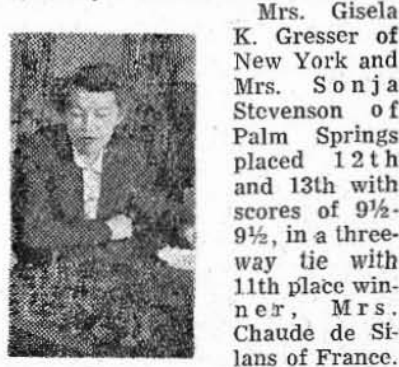 Mrs. Gisela
K. Gresser of
New York and
Mrs. Sonja
Stevenson of
Palm Springs
placed 12th
and 13th with
scores of 9½-
9½, in a three-
way tie with
11th place win-
ner, Mrs.
Chaude de Si-
lans of France.